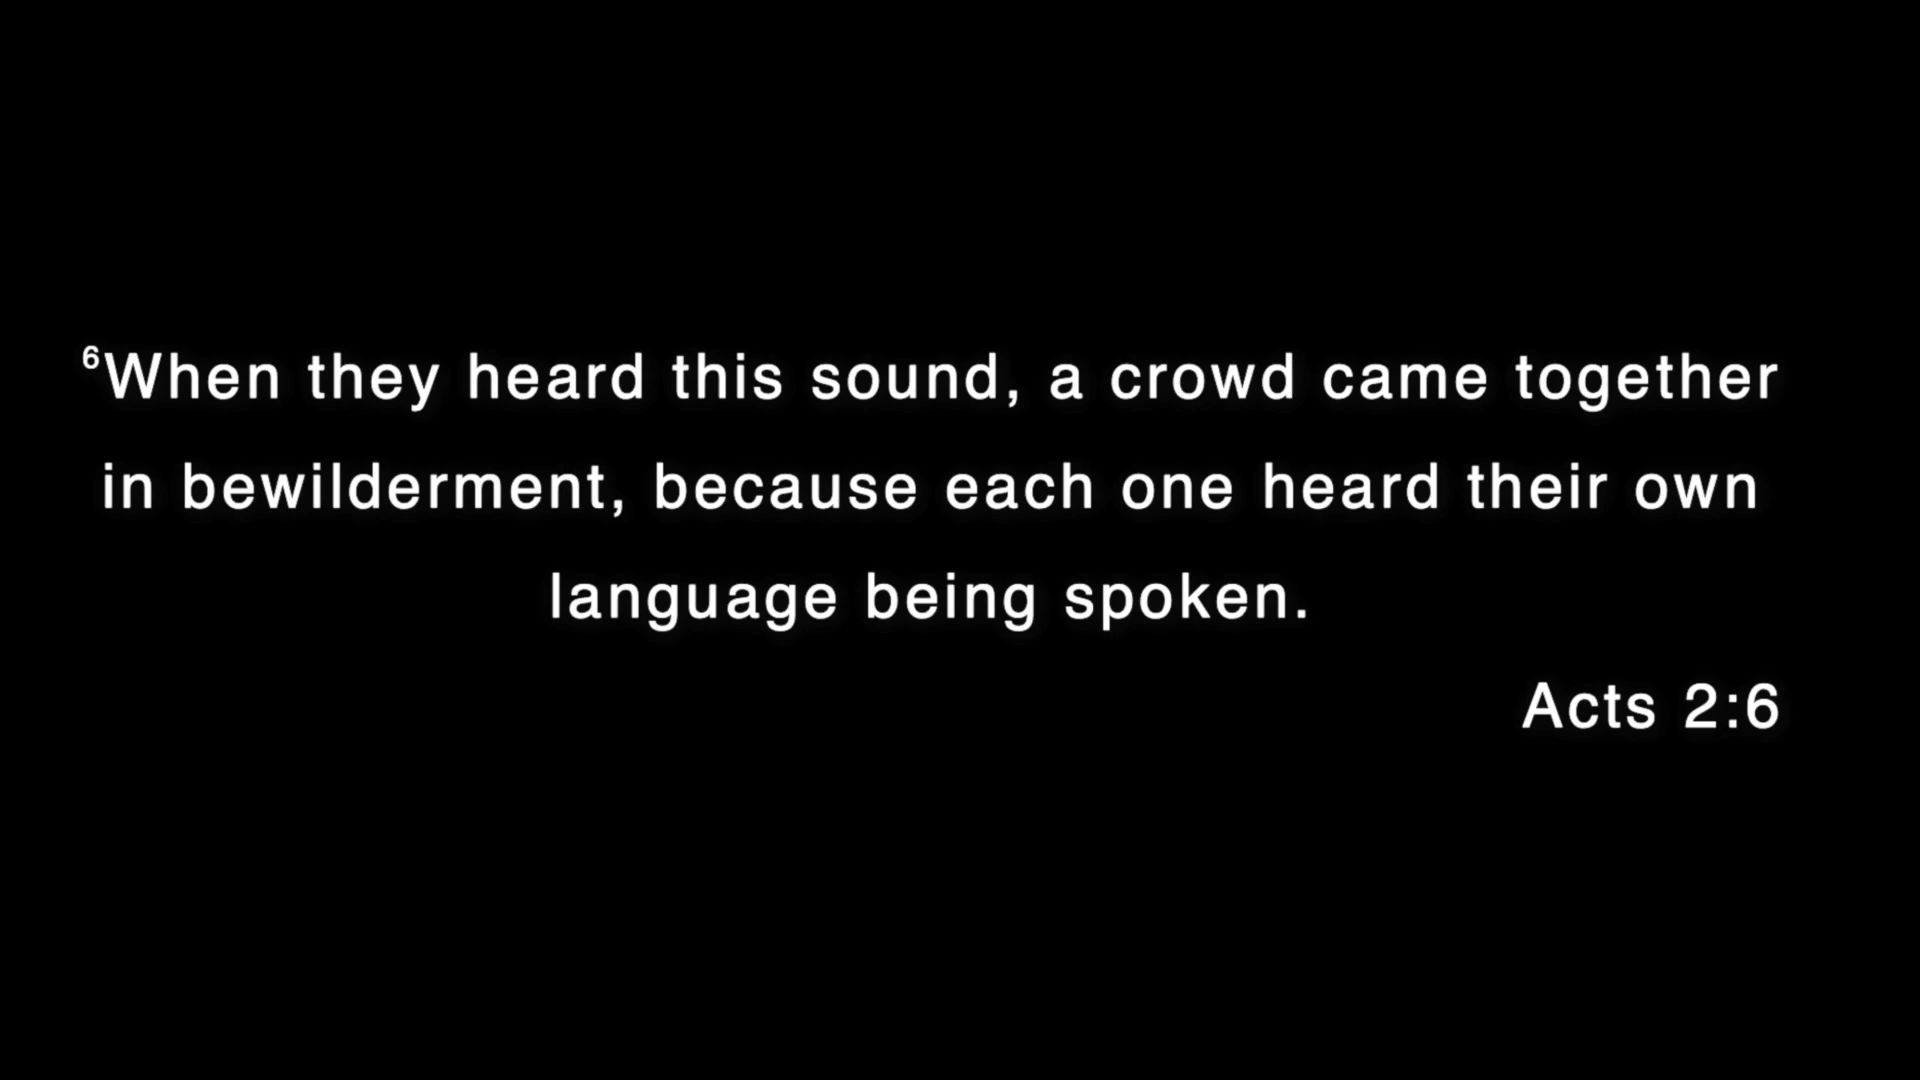 ⁶When they heard this sound, a crowd came together
in bewilderment, because each one heard their own
language being spoken.
Acts 2:6